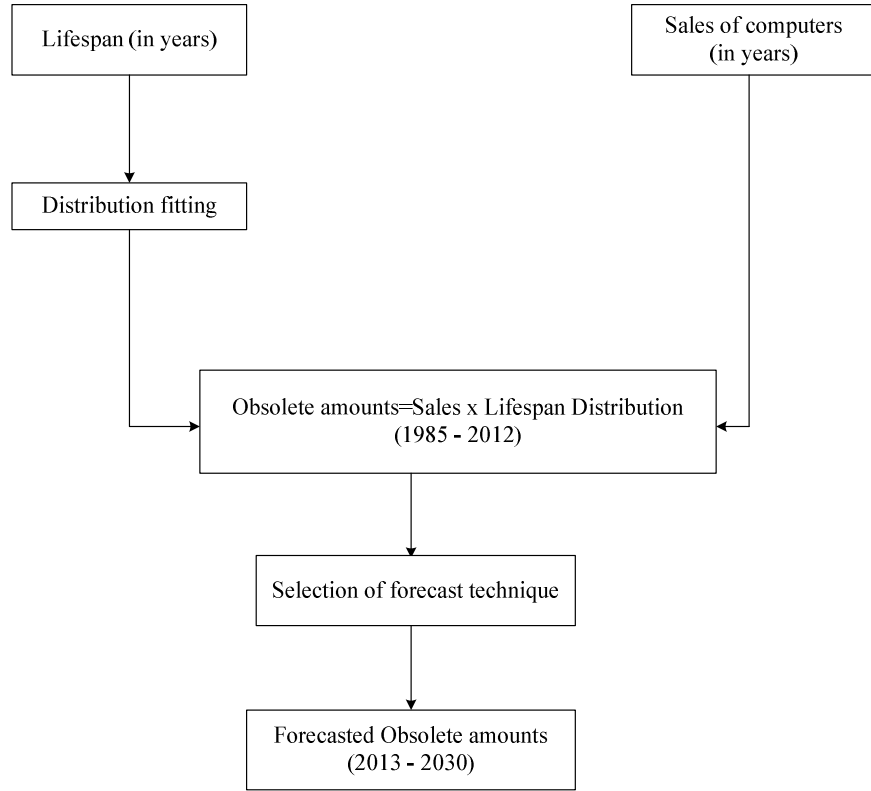 Lifespan (in years)
Sales of computers
(in years)
Distribution fitting
Obsolete amounts=Sales x Lifespan Distribution
(1985 - 2012)
Selection of forecast technique
Forecasted Obsolete amounts
(2013 - 2030)